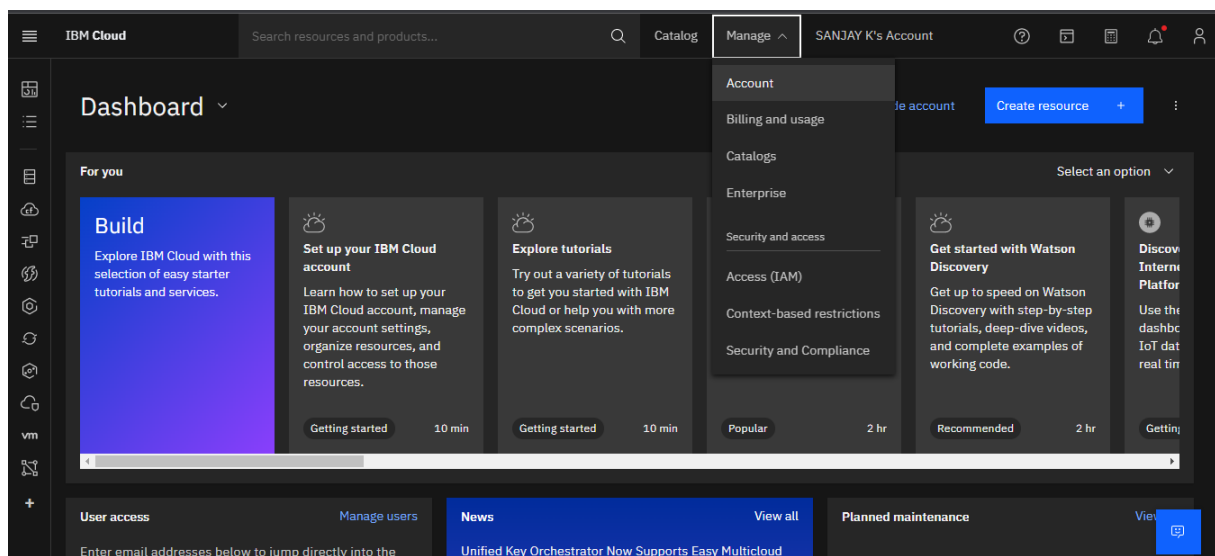 IBM Cloud
Search resources and products...
Catalog
Manage
SANJAY K's Account
Account
Billing and usage
Catalogs
Enterprise
Security and access
Access (IAM)
Context-based restrictions
Security and Compliance
Dashboard
account
Create resource +
For you
Select an option
Build
Explore IBM Cloud with this
selection of easy starter
tutorials and services.
Set up your IBM Cloud
account
Learn how to set up your
IBM Cloud account, manage
your account settings,
organize resources, and
control access to those
resources.
Getting started
10 min
Explore tutorials
Try out a variety of tutorials
to get you started with IBM
Cloud or help you with more
complex scenarios.
Getting started
10 min
Popular
2 hr
Get started with Watson
Discovery
Get up to speed on Watson
Discovery with step-by-step
tutorials, deep-dive videos,
and complete examples of
working code.
Recommended
2 hr
Use the
IoT dat
real tim
vm
User access
Manage users
Enter email addresses below to jump directly into the
News
View all
Unified Key Orchestrator Now Supports Easy Multicloud
Planned maintenance